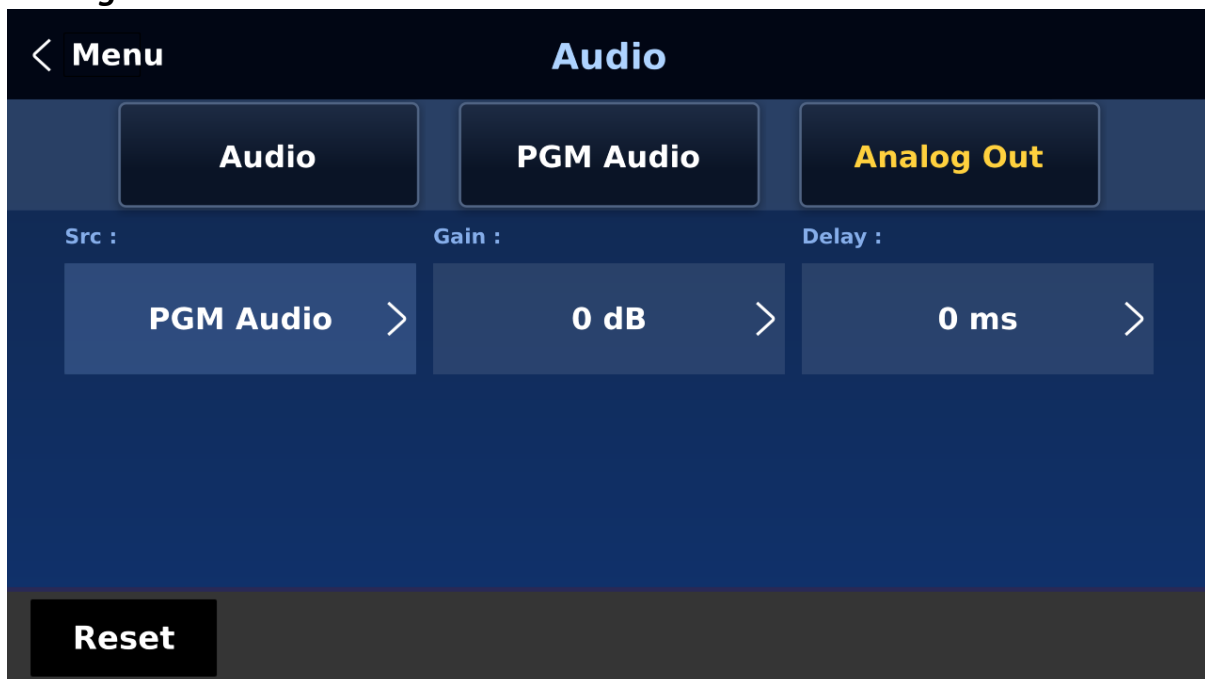 Menu
Audio
Audio
PGM Audio
Analog Out
Src :
Gain :
Delay :
PGM Audio
0 dB
0 ms
Reset